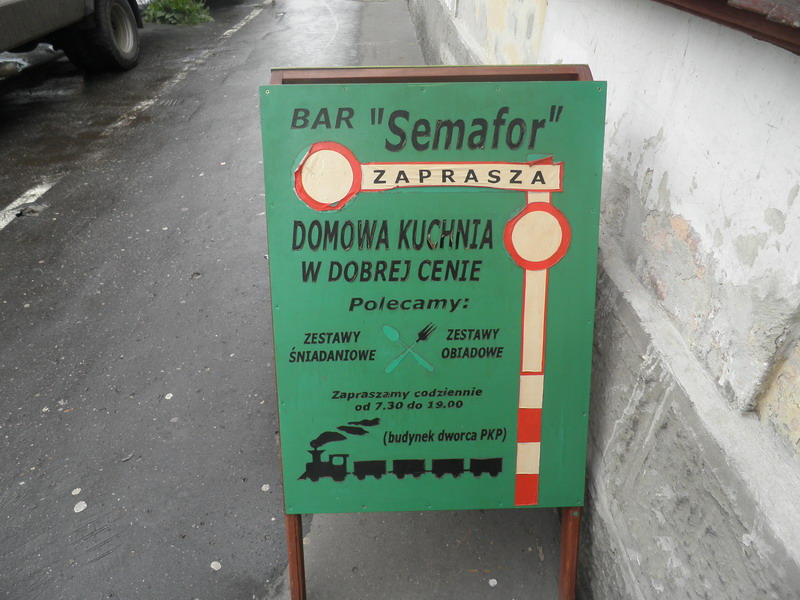 BAR "Semafor"
ZAPRASZA
DOMOWA KUCHNIA
W DOBREJ CENIE
Polecamy:
ZESTAWY
ŚNIADANIOWE
ZESTAWY
OBIADOWE
Zapraszamy codziennie
od 7.30 do 19.00
(budynek dworca PKP)